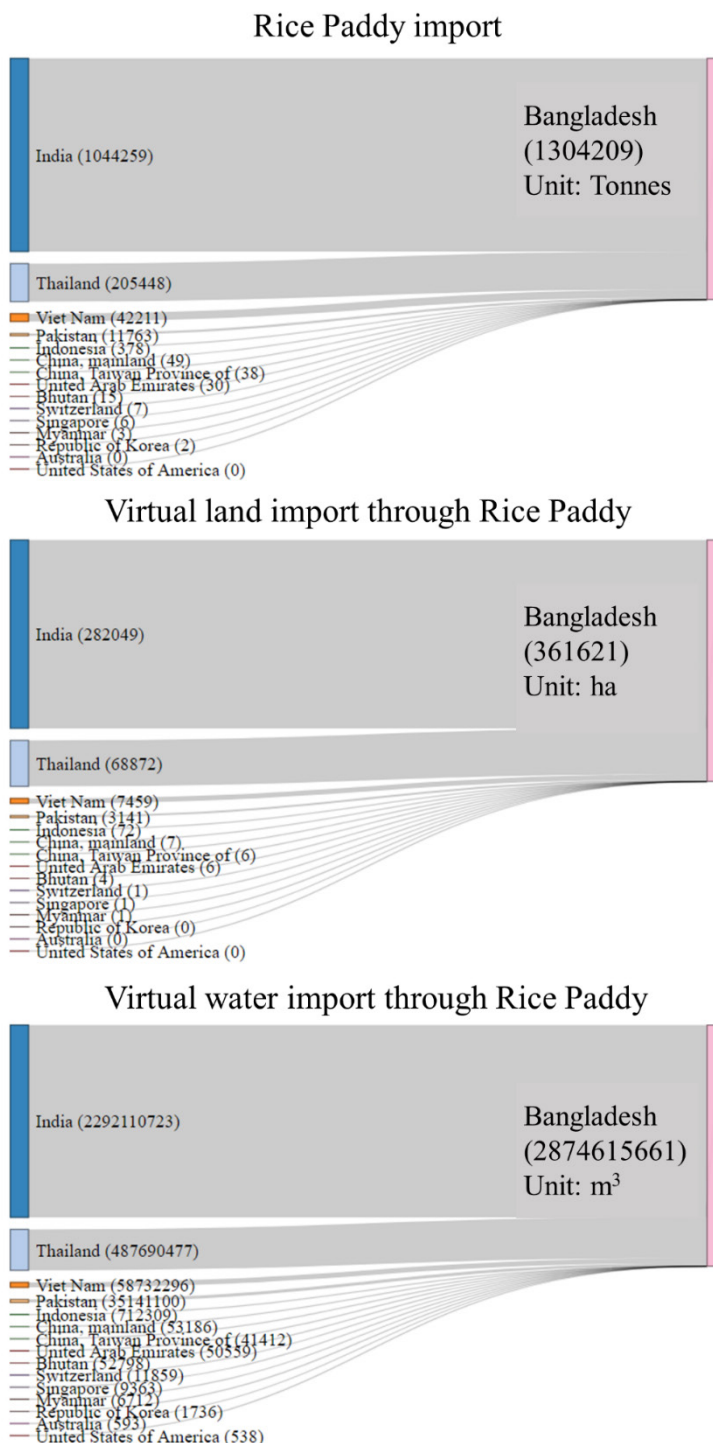 Rice Paddy import
India (1044259)
Bangladesh
(1304209)
Unit: Tonnes
Thailand (205448)
Viet Nam (42211)
Pakistan (11763)
Indonesia (378)
China, mainland (49)
China, Taiwan Province of (38)
United Arab Emirates (30)
Bhutan (15)
Switzerland (7)
Singapore (6)
Myanmar (3)
Republic of Korea (2)
Australia (0)
United States of America (0)
Virtual land import through Rice Paddy
India (282049)
Bangladesh
(361621)
Unit: ha
Thailand (68872)
Viet Nam (7459)
Pakistan (3141)
Indonesia (72)
China, mainland (7)
China, Taiwan Province of (6)
United Arab Emirates (6)
Bhutan (4)
Switzerland (1)
Singapore (1)
Myanmar (1)
Republic of Korea (0)
Australia (0)
United States of America (0)
Virtual water import through Rice Paddy
India (2292110723)
Bangladesh
(2874615661)
Unit: m³
Thailand (487690477)
Viet Nam (58732296)
Pakistan (35141100)
Indonesia (712309)
China, mainland (53186)
China, Taiwan Province of (41412)
United Arab Emirates (50559)
Bhutan (52798)
Switzerland (11859)
Singapore (9363)
Myanmar (6712)
Republic of Korea (1736)
Australia (593)
United States of America (538)